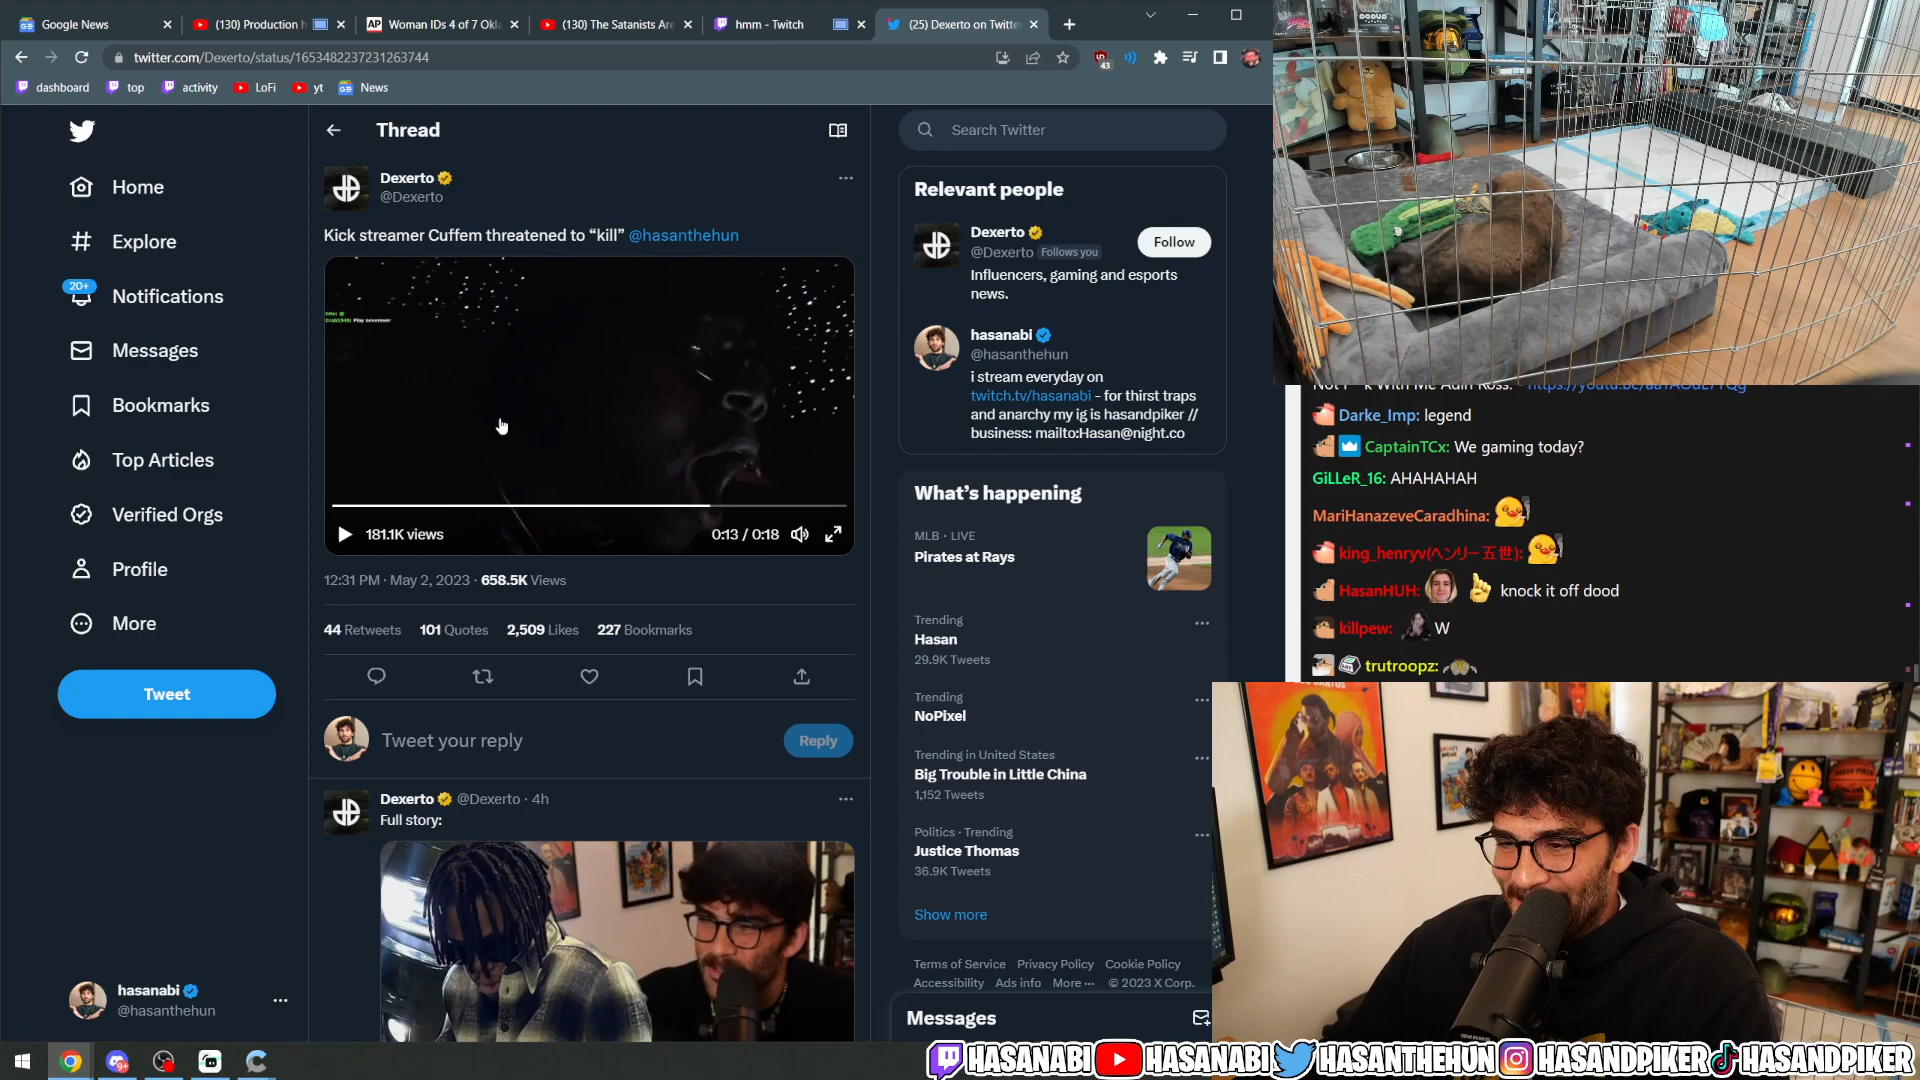 Google News
(130) Production h
Woman IDs 4 of 7 Okla
(130) The Satanists Are
hmm - Twitch
(25) Dexerto on Twitte
twitter.com/Dexerto/status/1653482237231263744
43
dashboard
top
activity
LoFi
yt
News
Home
Explore
20+
Notifications
Messages
Bookmarks
Top Articles
Verified Orgs
Profile
More
Tweet
hasanabi
@hasanthehun
Thread
Dexerto
@Dexerto
Kick streamer Cuffem threatened to “kill” @hasanthehun
181.1K views
0:13 / 0:18
12:31 PM · May 2, 2023 · 658.5K Views
44 Retweets 101 Quotes 2,509 Likes 227 Bookmarks
Tweet your reply
Reply
Dexerto @Dexerto · 4h
Full story:
Search Twitter
Relevant people
Dexerto
@Dexerto Follows you
Follow
Influencers, gaming and esports
news.
hasanabi
@hasanthehun
i stream everyday on
twitch.tv/hasanabi - for thirst traps
and anarchy my ig is hasandpiker //
business: mailto:Hasan@night.co
What’s happening
MLB · LIVE
Pirates at Rays
Trending
Hasan
29.9K Tweets
Trending
NoPixel
Trending in United States
Big Trouble in Little China
1,152 Tweets
Politics · Trending
Justice Thomas
36.9K Tweets
Show more
Terms of Service Privacy Policy Cookie Policy
Accessibility Ads info More ··· © 2023 X Corp.
Messages
Darke_Imp: legend
CaptainTCx: We gaming today?
GiLLeR_16: AHAHAHAH
MariHanazeveCaradhina:
king_henryv(ヘンリー五世):
HasanHUH: knock it off dood
killpew: W
trutroopz:
HASANABI HASANABI HASANTHEHUN HASANDPIKER HASANDPIKER